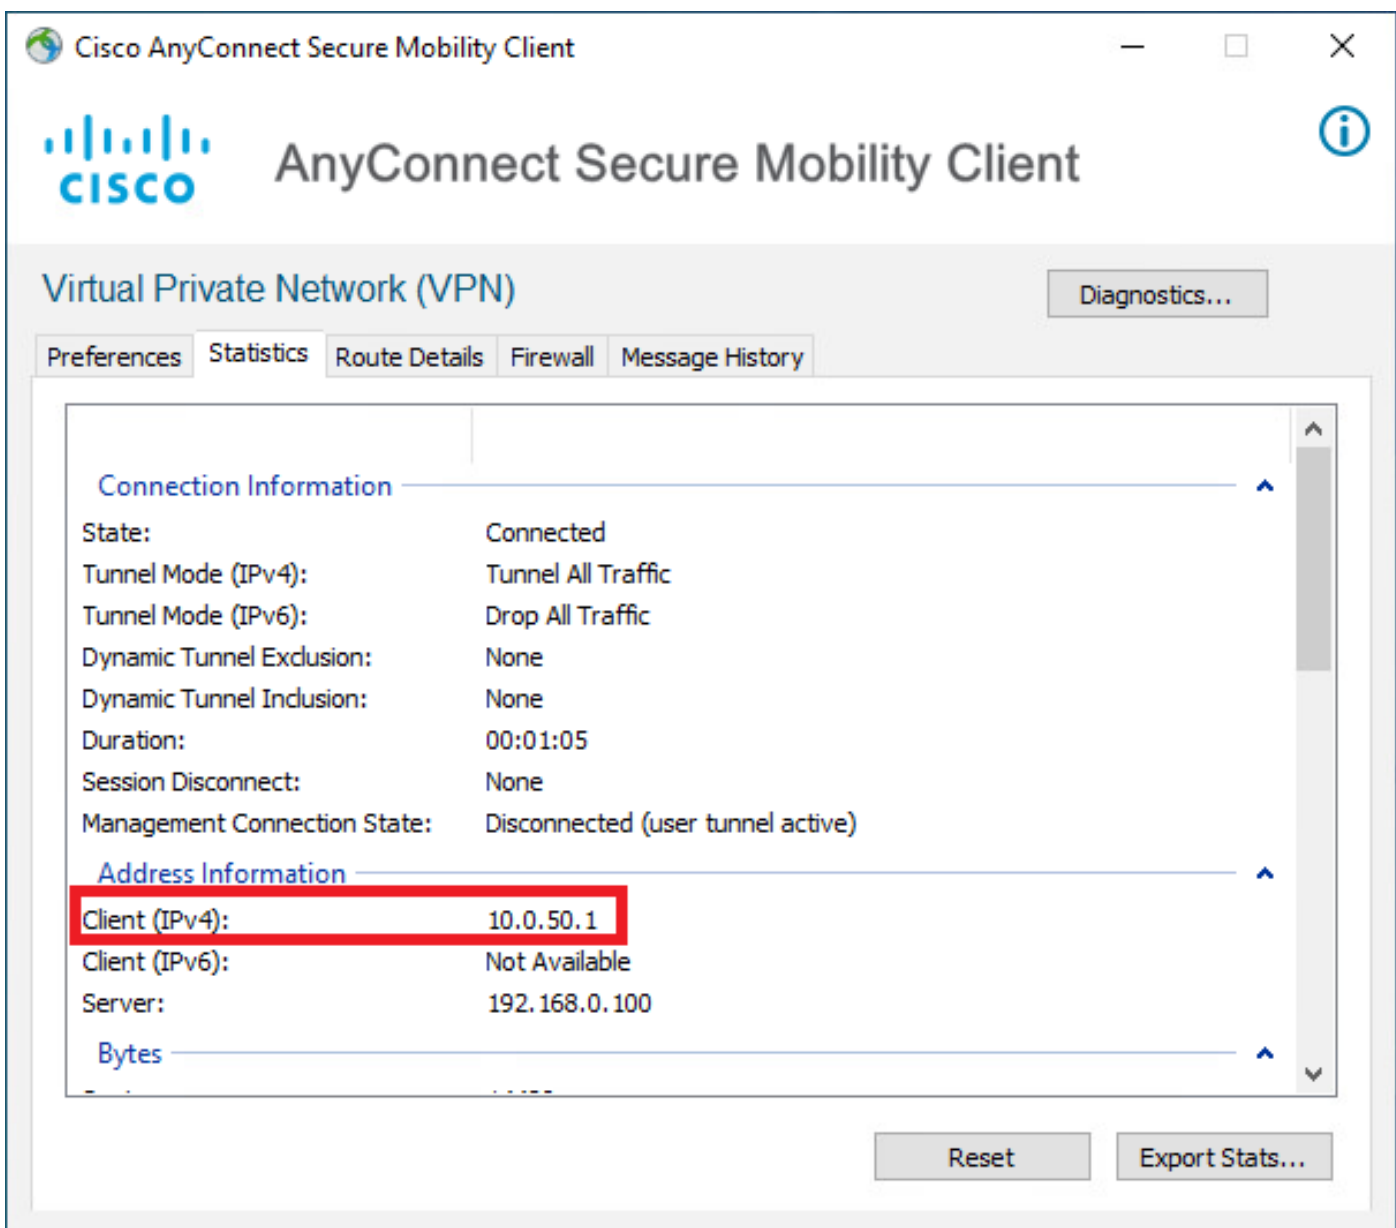 Cisco AnyConnect Secure Mobility Client
CISCO
AnyConnect Secure Mobility Client
Virtual Private Network (VPN)
Diagnostics...
Preferences Statistics Route Details Firewall Message History
Connection Information
State: Connected
Tunnel Mode (IPv4): Tunnel All Traffic
Tunnel Mode (IPv6): Drop All Traffic
Dynamic Tunnel Exclusion: None
Dynamic Tunnel Inclusion: None
Duration: 00:01:05
Session Disconnect: None
Management Connection State: Disconnected (user tunnel active)
Address Information
Client (IPv4): 10.0.50.1
Client (IPv6): Not Available
Server: 192.168.0.100
Bytes
Reset Export Stats...